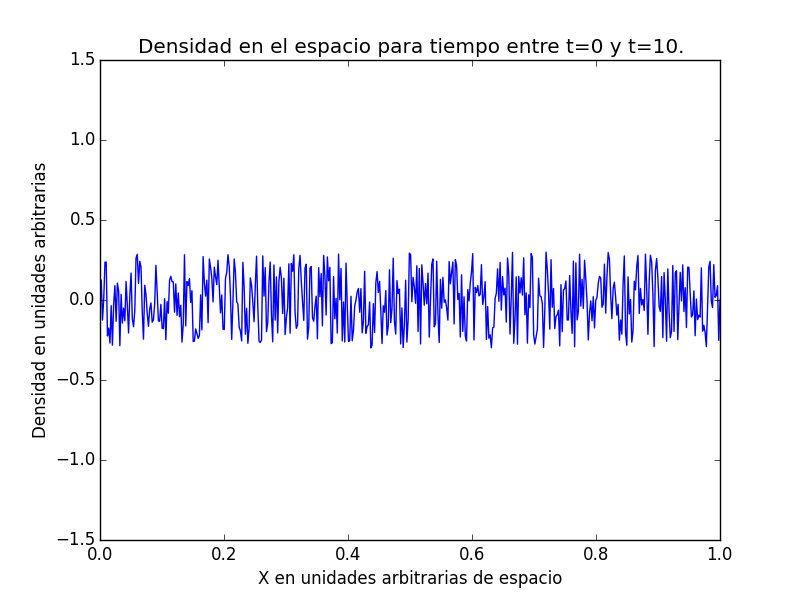 Densidad en el espacio para tiempo entre t=0 y t=10.
1.5
1.0
0.5
0.0
−0.5
−1.0
−1.5
Densidad en unidades arbitrarias
0.0 0.2 0.4 0.6 0.8 1.0
X en unidades arbitrarias de espacio